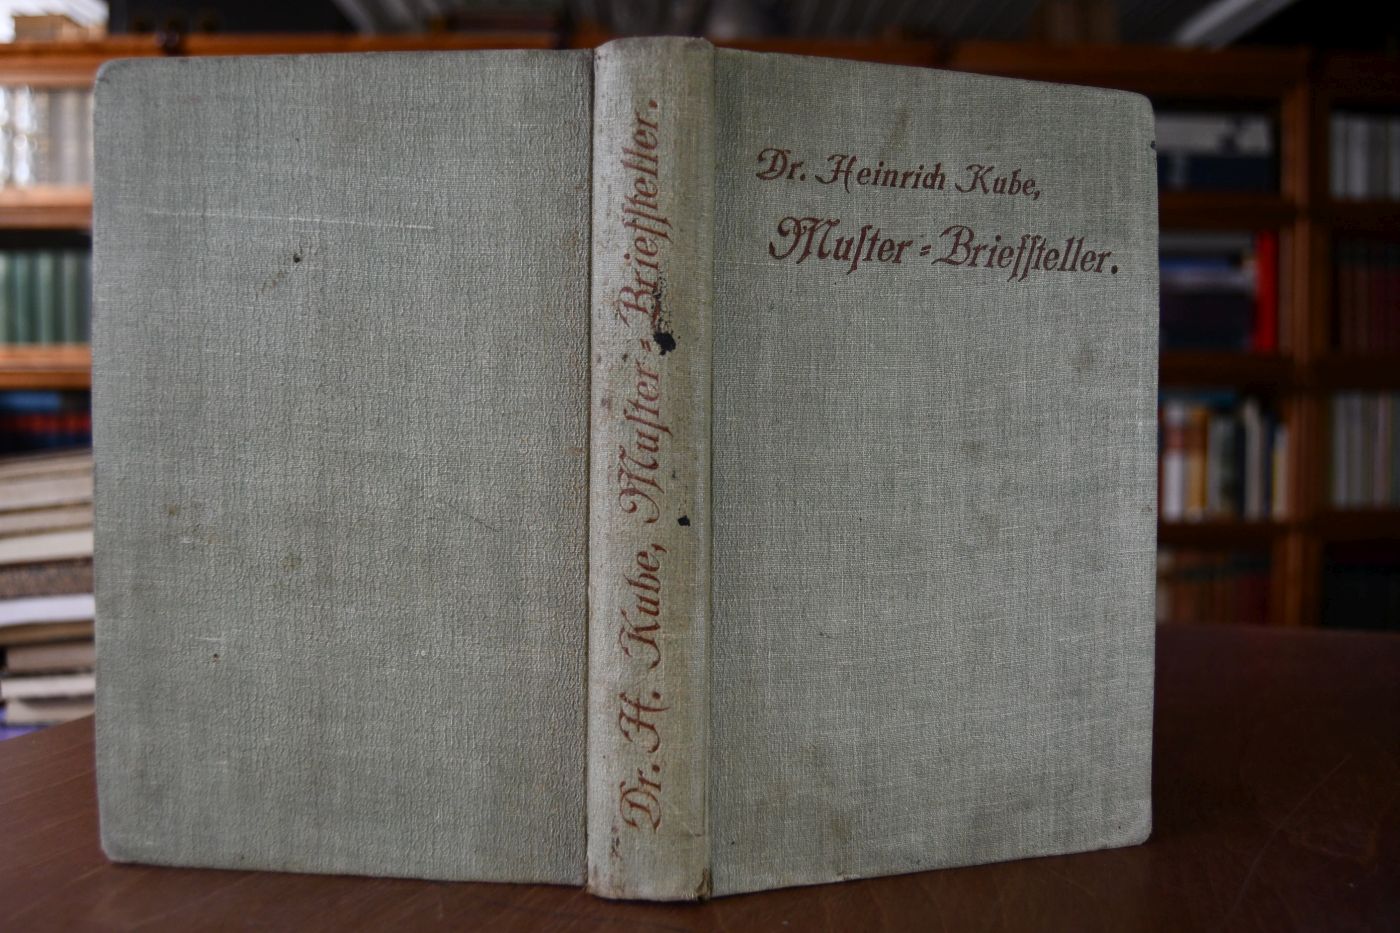 Dr. H. Kube, Muſter = Briefſteller.
Dr. Heinrich Kube,
Muſter = Briefſteller.